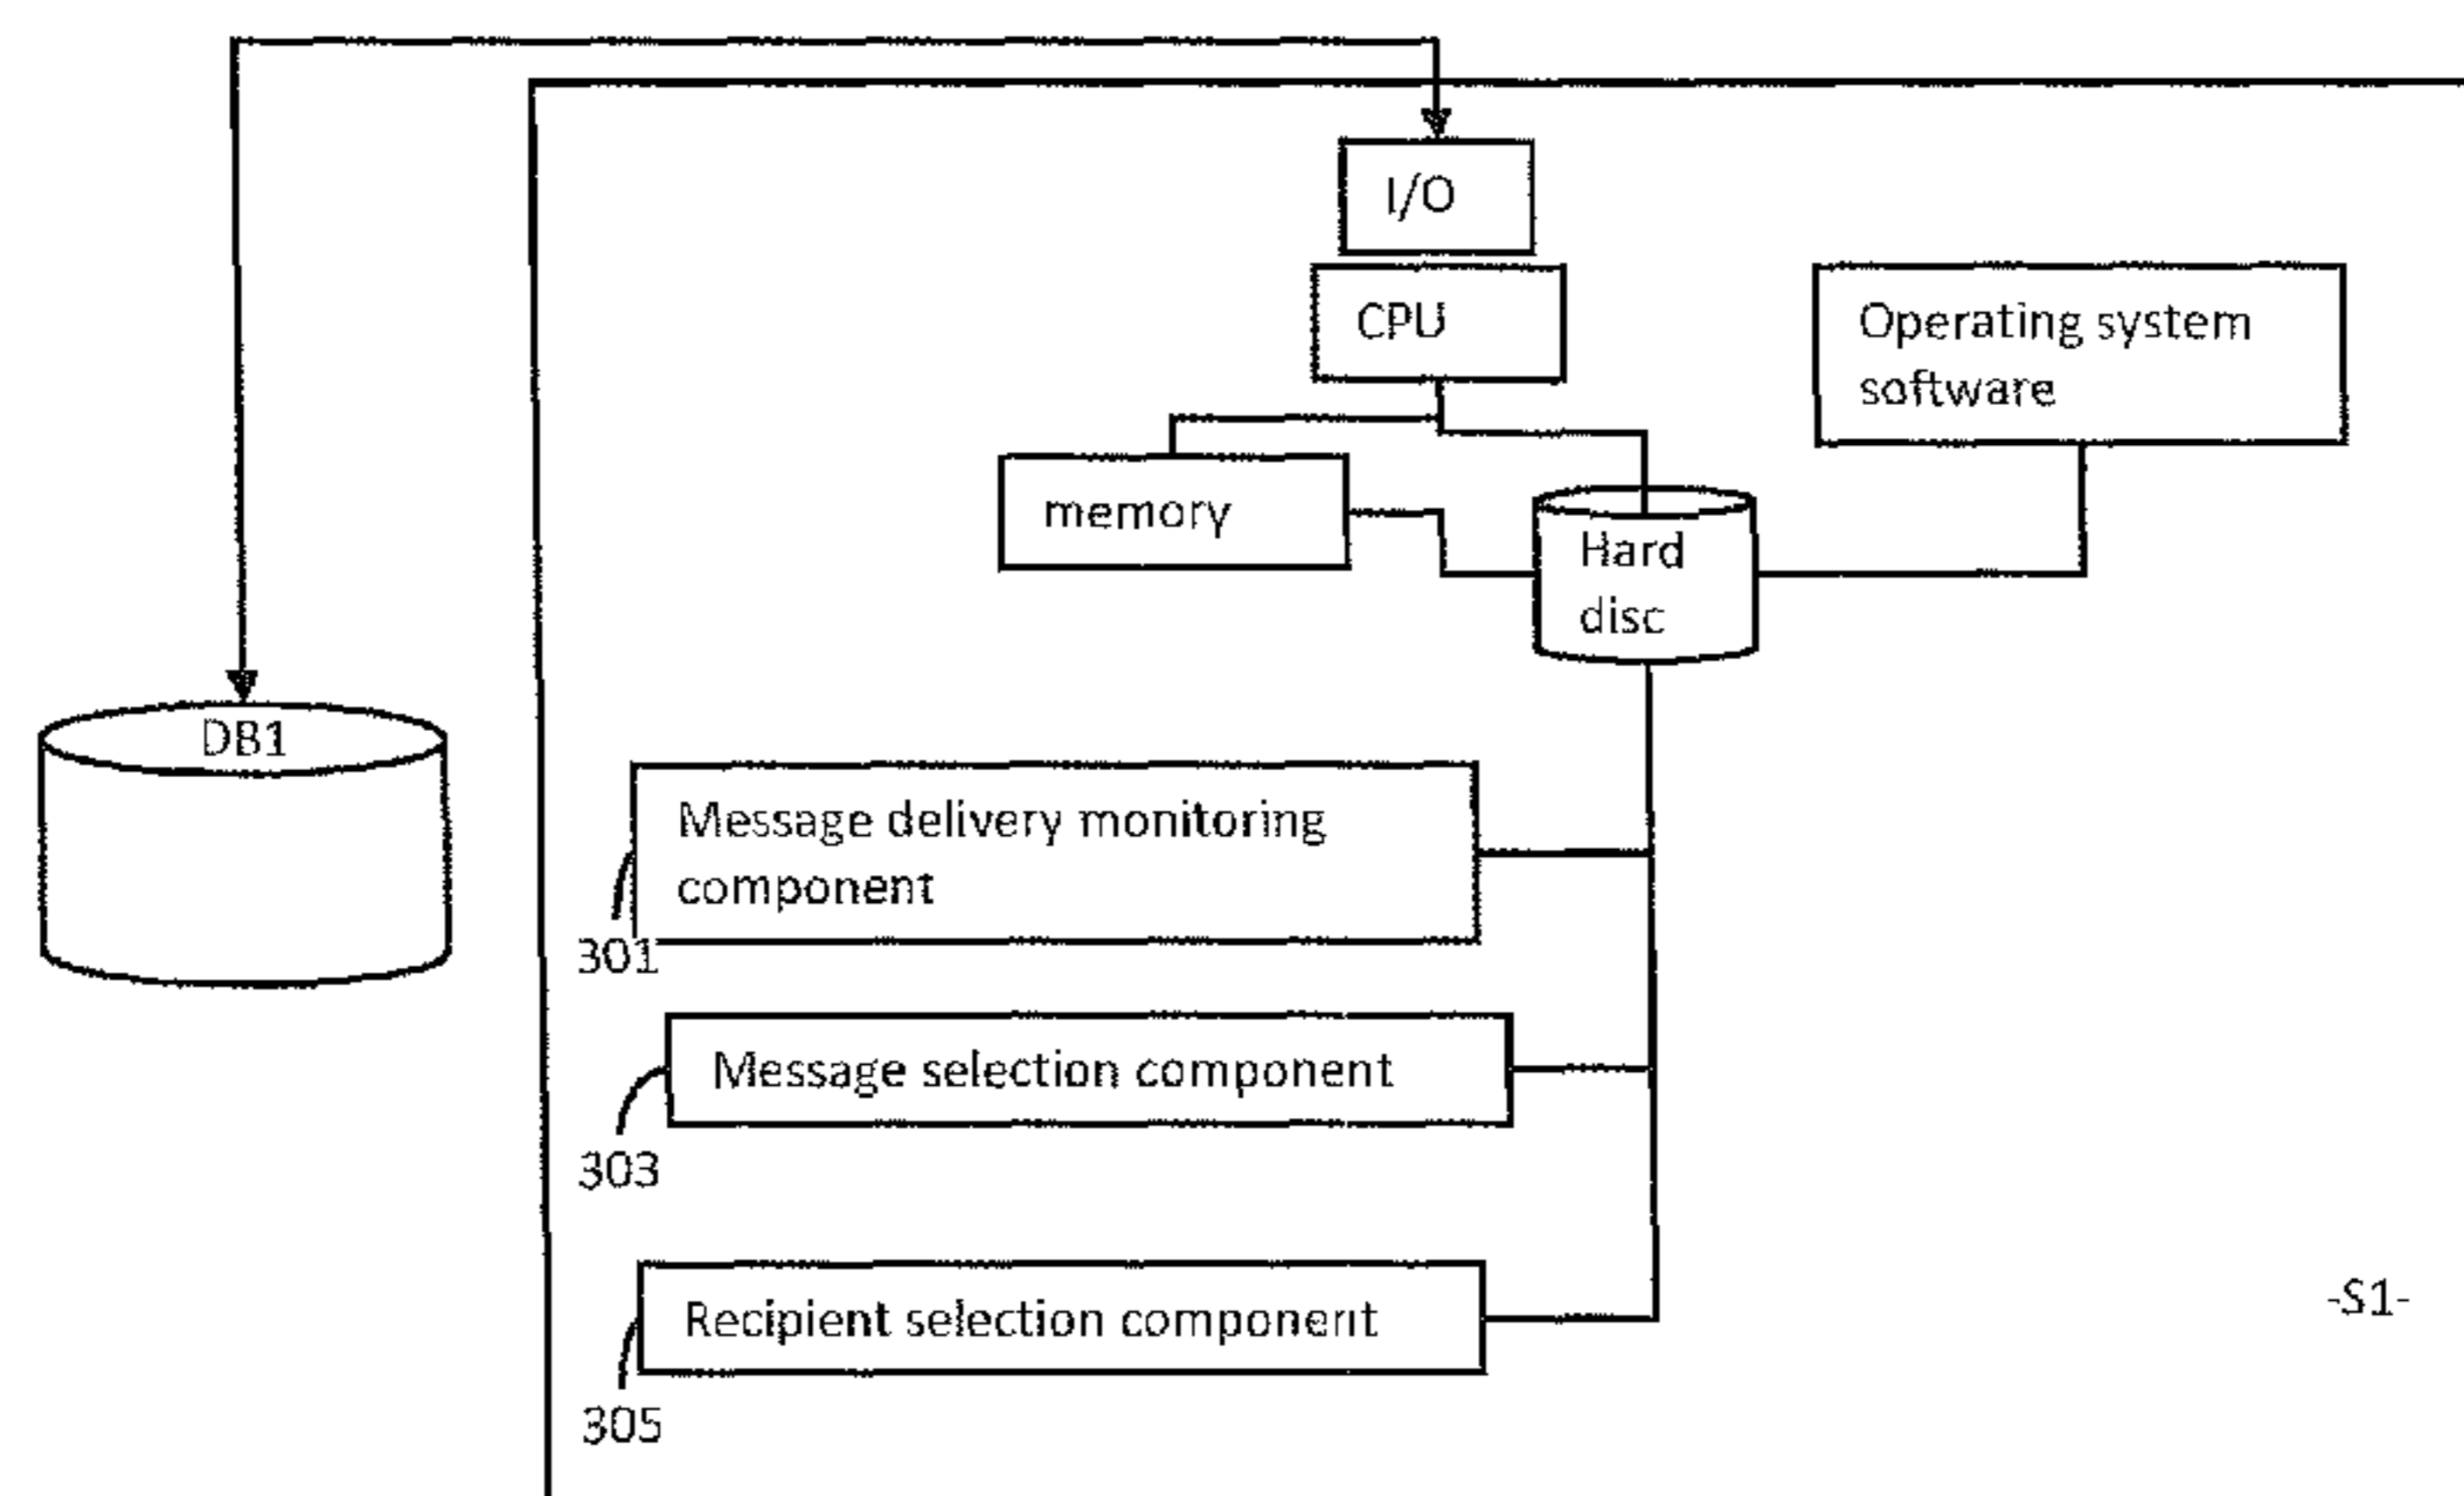 I/O
CPU
Operating system
software
memory
Hard
disc
DB1
Message delivery monitoring
component
301
Message selection component
303
Recipient selection component
-S1-
305